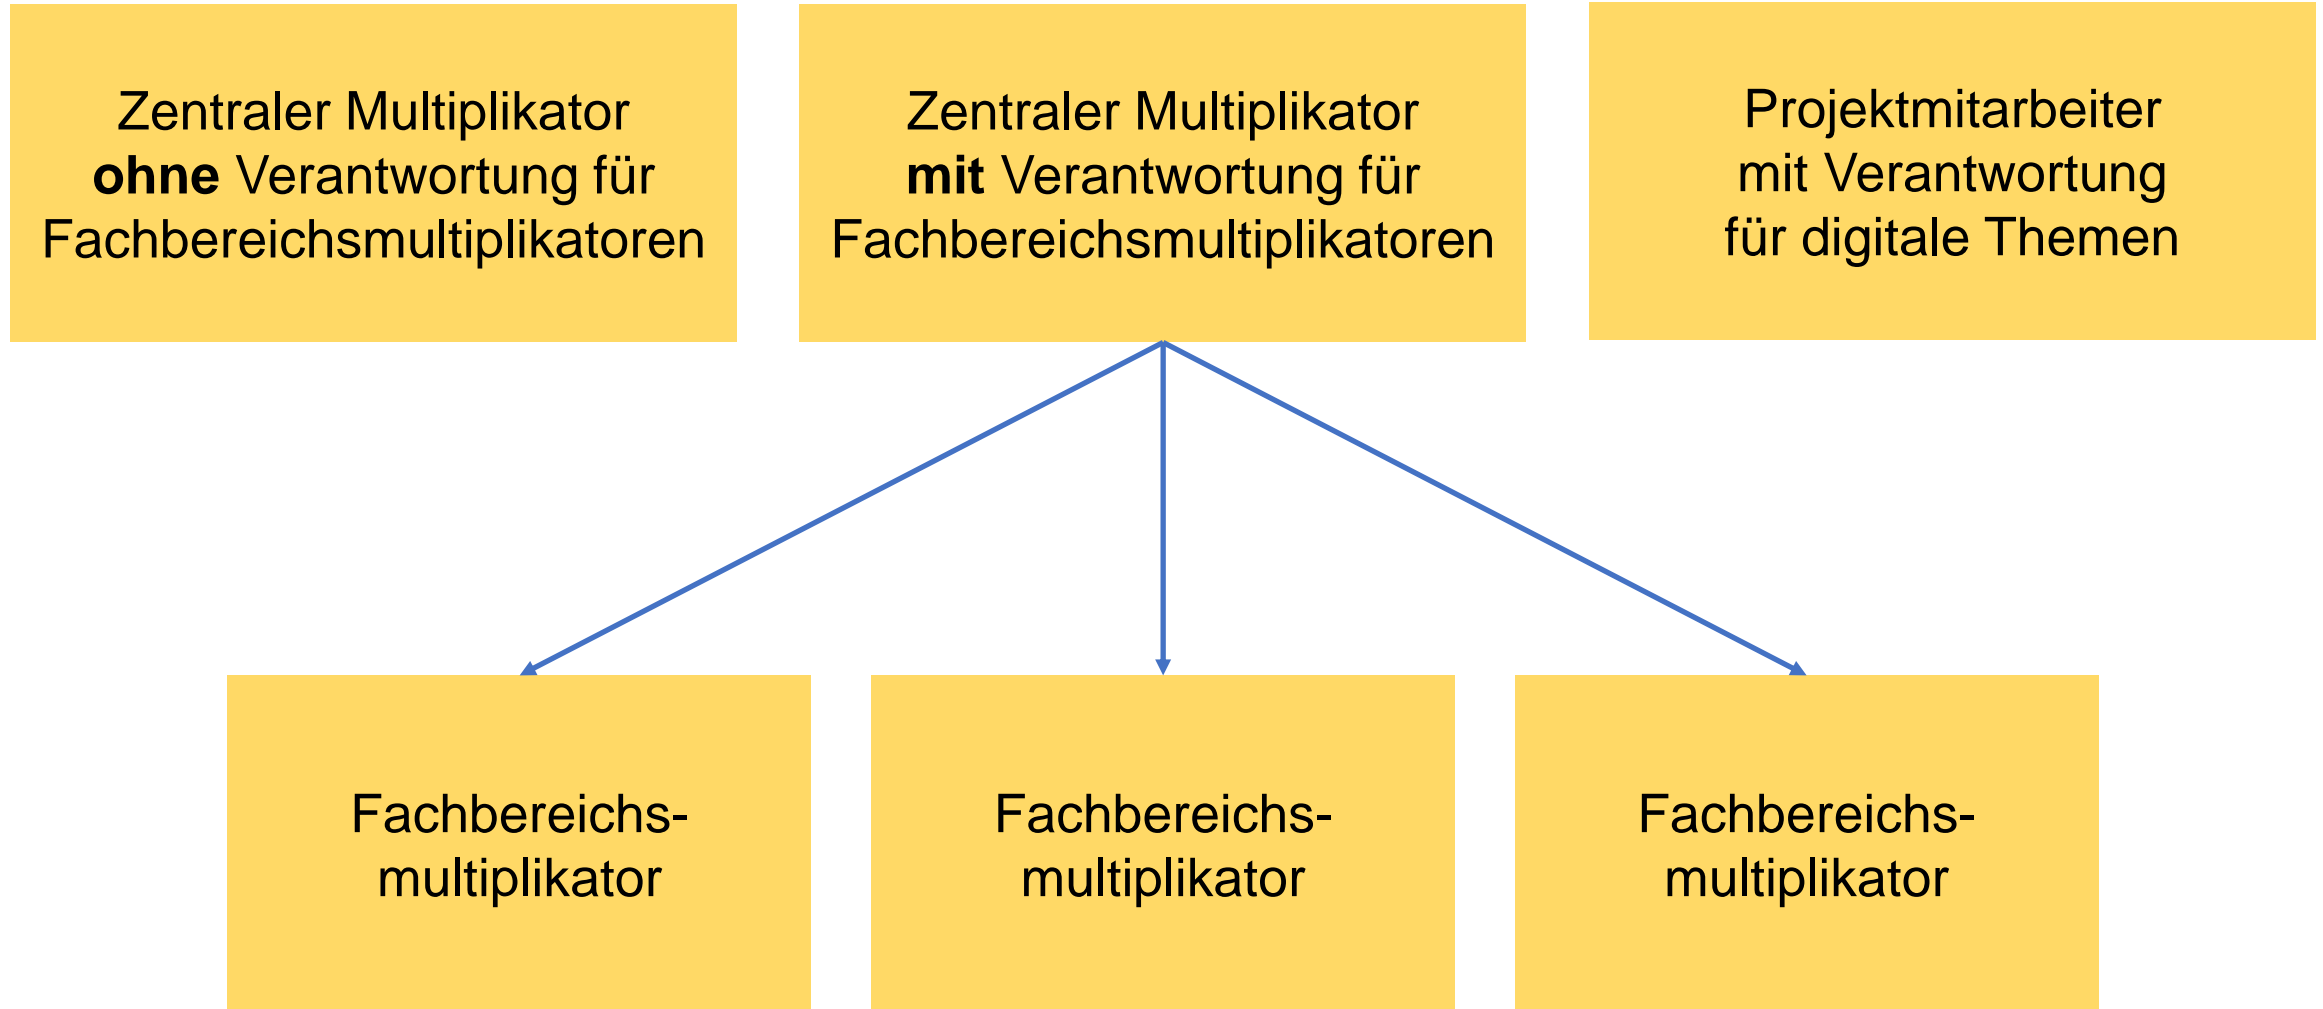 Zentraler Multiplikator
ohne Verantwortung für
Fachbereichsmultiplikatoren
Zentraler Multiplikator
mit Verantwortung für
Fachbereichsmultiplikatoren
Projektmitarbeiter
mit Verantwortung
für digitale Themen
Fachbereichs-
multiplikator
Fachbereichs-
multiplikator
Fachbereichs-
multiplikator